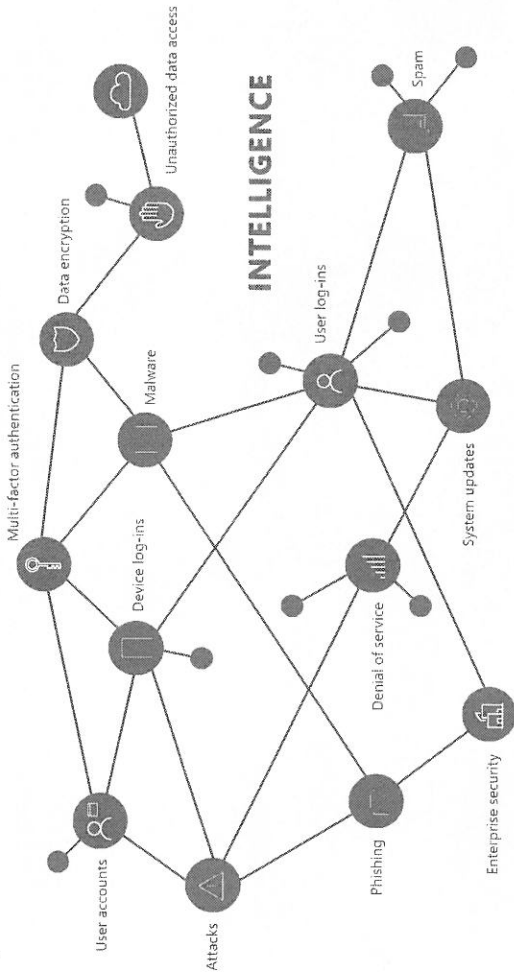 Multi-factor authentication
Data encryption
Unauthorized data access
User accounts
Device log-ins
Malware
INTELLIGENCE
Attacks
User log-ins
Spam
Phishing
Denial of service
System updates
Enterprise security